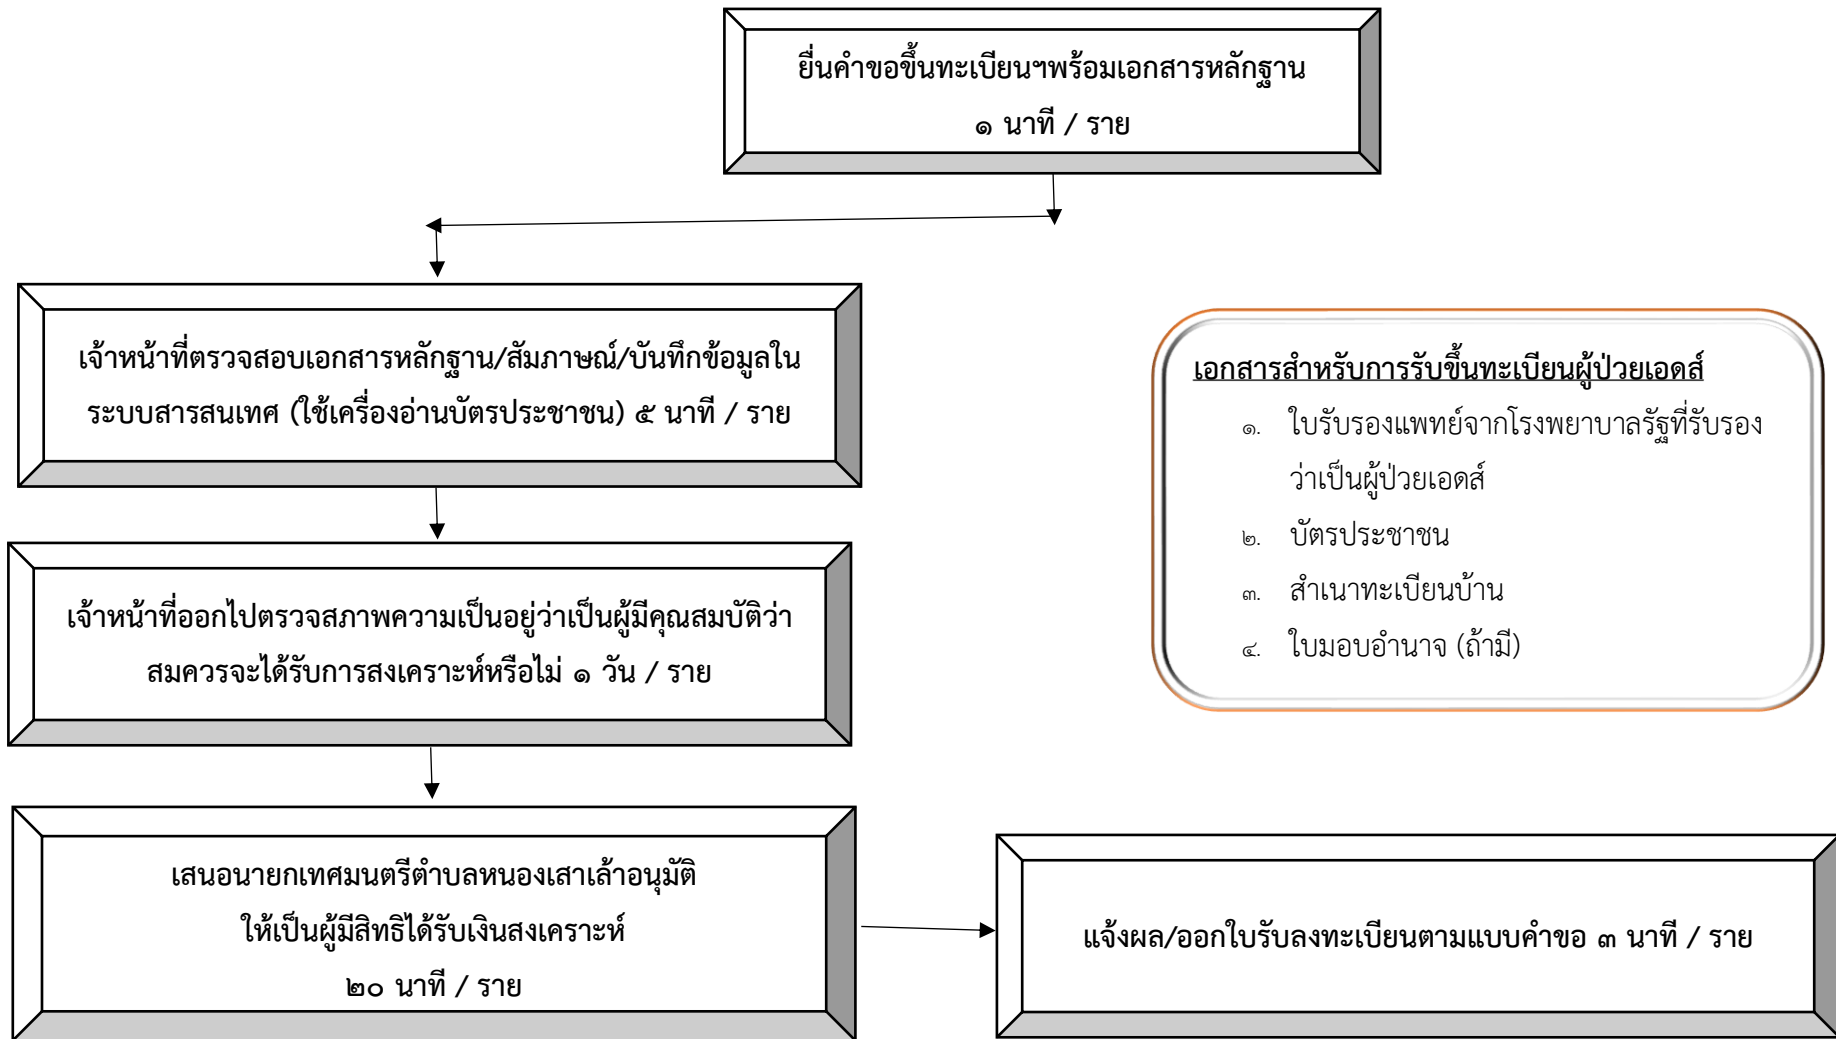 ยื่นคำขอขึ้นทะเบียนฯพร้อมเอกสารหลักฐาน
๑ นาที / ราย
เจ้าหน้าที่ตรวจสอบเอกสารหลักฐาน/สัมภาษณ์/บันทึกข้อมูลใน
ระบบสารสนเทศ (ใช้เครื่องอ่านบัตรประชาชน) ๕ นาที / ราย
เจ้าหน้าที่ออกไปตรวจสภาพความเป็นอยู่ว่าเป็นผู้มีคุณสมบัติว่า
สมควรจะได้รับการสงเคราะห์หรือไม่ ๑ วัน / ราย
เสนอนายกเทศมนตรีตำบลหนองเสาเล้าอนุมัติ
ให้เป็นผู้มีสิทธิได้รับเงินสงเคราะห์
๒๐ นาที / ราย
แจ้งผล/ออกใบรับลงทะเบียนตามแบบคำขอ ๓ นาที / ราย
เอกสารสำหรับการรับขึ้นทะเบียนผู้ป่วยเอดส์
๑. ใบรับรองแพทย์จากโรงพยาบาลรัฐที่รับรอง
ว่าเป็นผู้ป่วยเอดส์
๒. บัตรประชาชน
๓. สำเนาทะเบียนบ้าน
๔. ใบมอบอำนาจ (ถ้ามี)